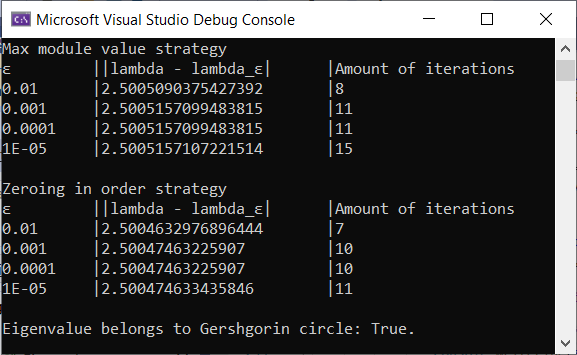 Microsoft Visual Studio Debug Console
Max module value strategy
ε ||lambda - lambda_ε| |Amount of iterations
0.01 |2.5005090375427392 |8
0.001 |2.5005157099483815 |11
0.0001 |2.5005157099483815 |11
1E-05 |2.5005157107221514 |15
Zeroing in order strategy
ε ||lambda - lambda_ε| |Amount of iterations
0.01 |2.5004632976896444 |7
0.001 |2.50047463225907 |10
0.0001 |2.50047463225907 |10
1E-05 |2.500474633435846 |11
Eigenvalue belongs to Gershgorin circle: True.